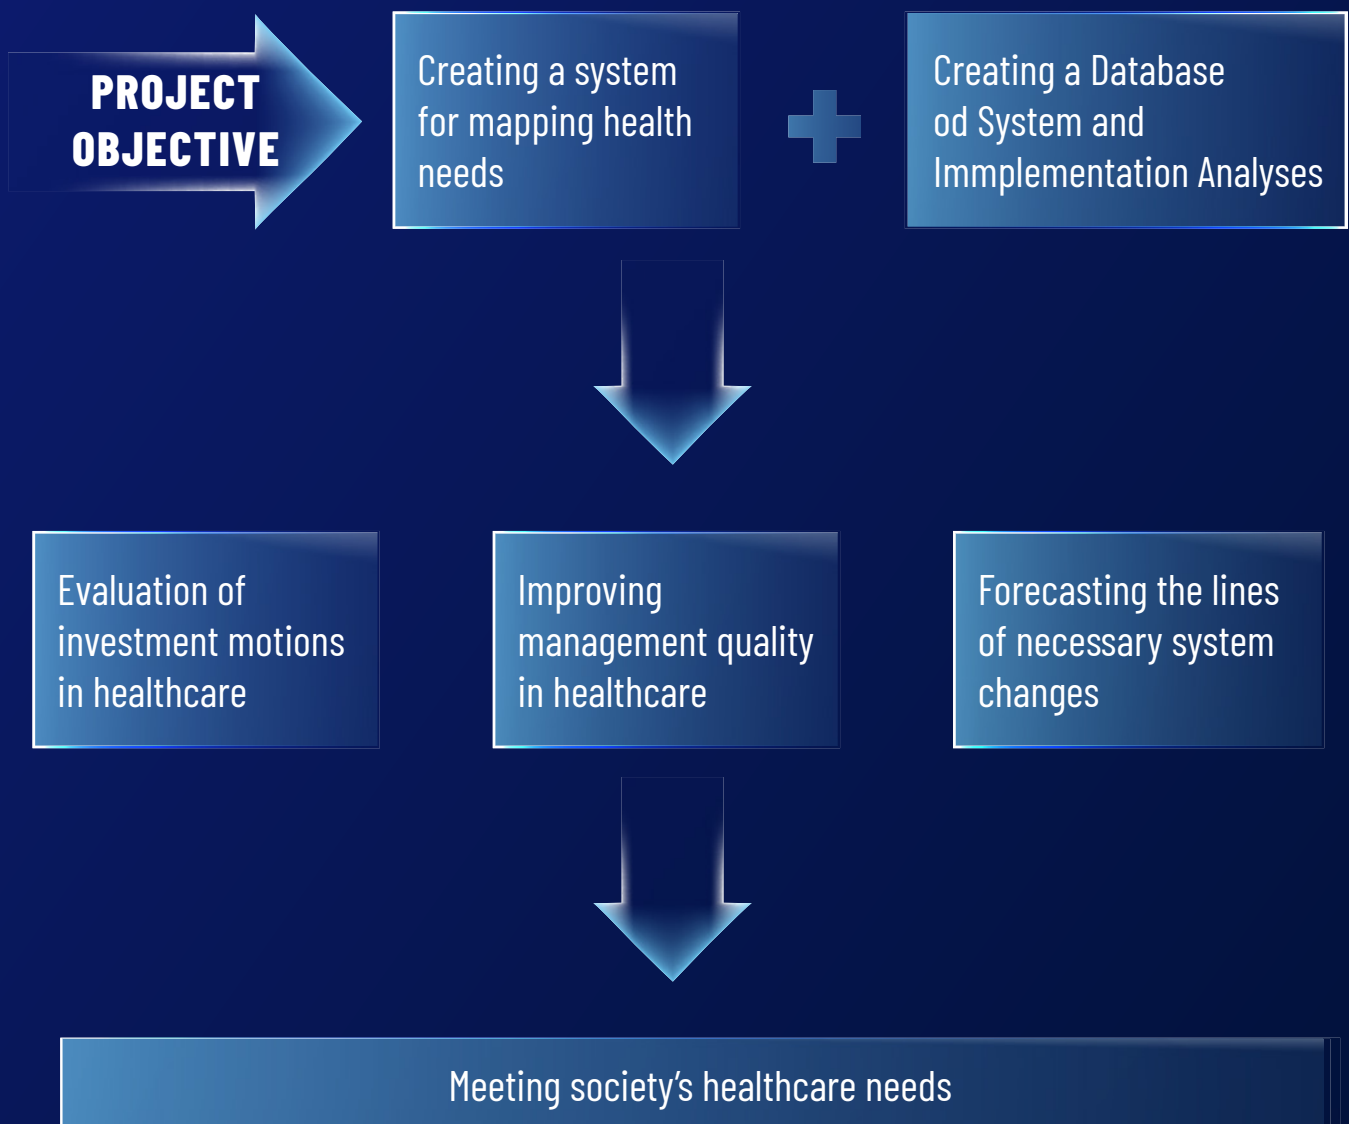 PROJECT
OBJECTIVE
Creating a system
for mapping health
needs
Creating a Database
od System and
Immplementation Analyses
Evaluation of
investment motions
in healthcare
Improving
management quality
in healthcare
Forecasting the lines
of necessary system
changes
Meeting society’s healthcare needs